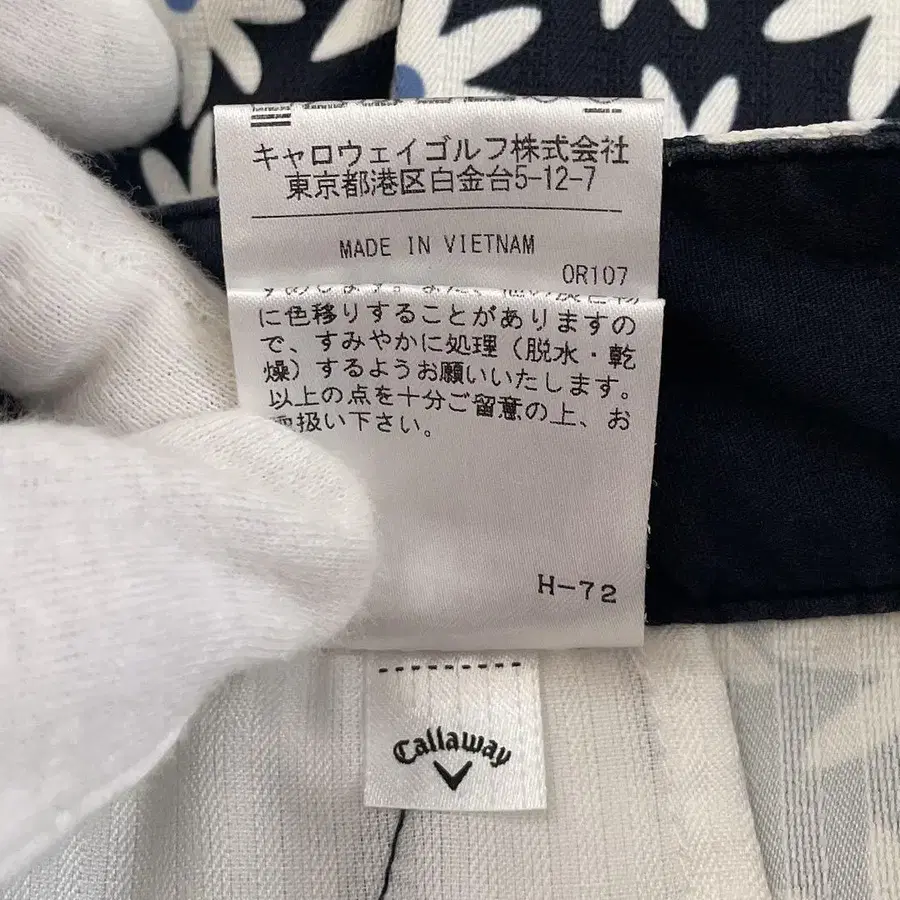 キャロウェイゴルフ株式会社
東京都港区白金台5-12-7
MADE IN VIETNAM
OR107
に色移りすることがありますの
で、すみやかに処理（脱水・乾
燥）するようお願いいたします。
以上の点を十分ご留意の上、お
扱い下さい。
H-72
Callaway